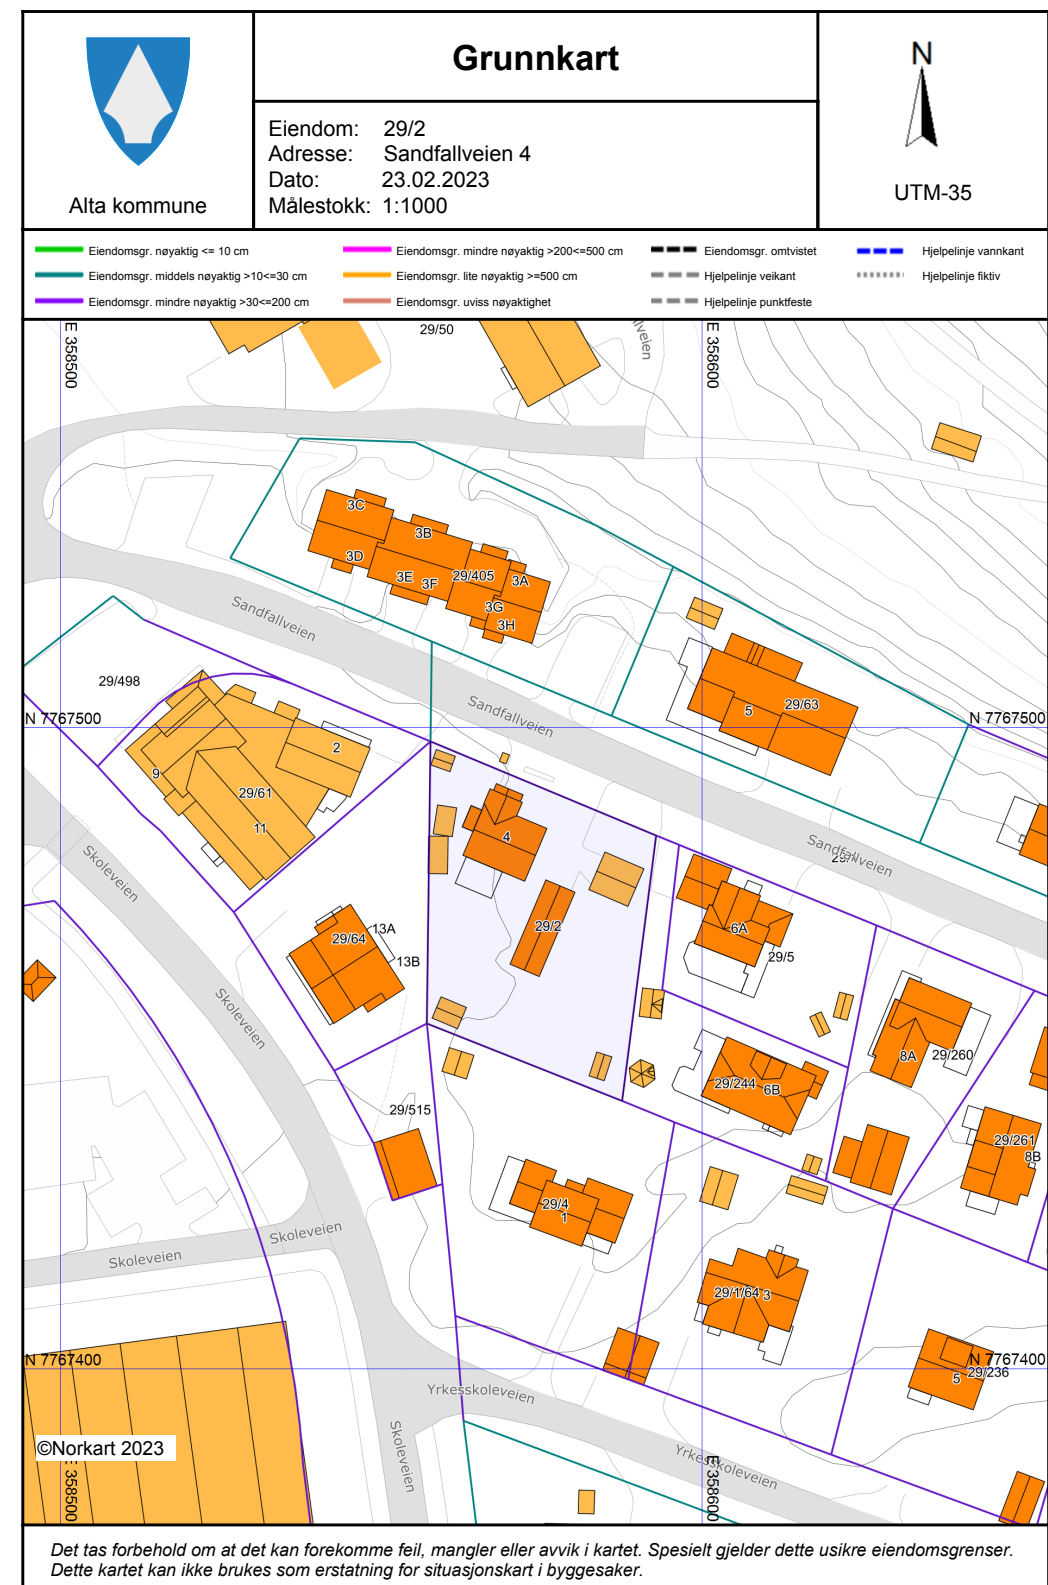 Grunnkart
Eiendom: 29/2
Adresse: Sandfallveien 4
Dato: 23.02.2023
Målestokk: 1:1000
Alta kommune
N
UTM-35
Eiendomsgr. nøyaktig <= 10 cm
Eiendomsgr. middels nøyaktig >10<=30 cm
Eiendomsgr. mindre nøyaktig >30<=200 cm
Eiendomsgr. mindre nøyaktig >200<=500 cm
Eiendomsgr. lite nøyaktig >=500 cm
Eiendomsgr. uviss nøyaktighet
Eiendomsgr. omtvistet
Hjelpelinje veikant
Hjelpelinje punktfeste
Hjelpelinje vannkant
Hjelpelinje fiktiv
E 358500
29/50
lveien
E 358600
3C
3B
3D
3E
3F
29/405
3A
3G
3H
Sandfallveien
29/498
N 7767500
2
9
29/61
11
Sandfallveien
5
29/63
N 7767500
4
Sandfallveien
Skoleveien
29/2
29/64
13A
13B
6A
29/5
Skoleveien
8A
29/260
29/244
6B
29/515
29/261
8B
29/4
1
Skoleveien
Skoleveien
29/1/64
3
N 7767400
N 7767400
5
29/236
Yrkesskoleveien
Skoleveien
Yrkesskoleveien
©Norkart 2023
E 358500
E 358600
Det tas forbehold om at det kan forekomme feil, mangler eller avvik i kartet. Spesielt gjelder dette usikre eiendomsgrenser.
Dette kartet kan ikke brukes som erstatning for situasjonskart i byggesaker.